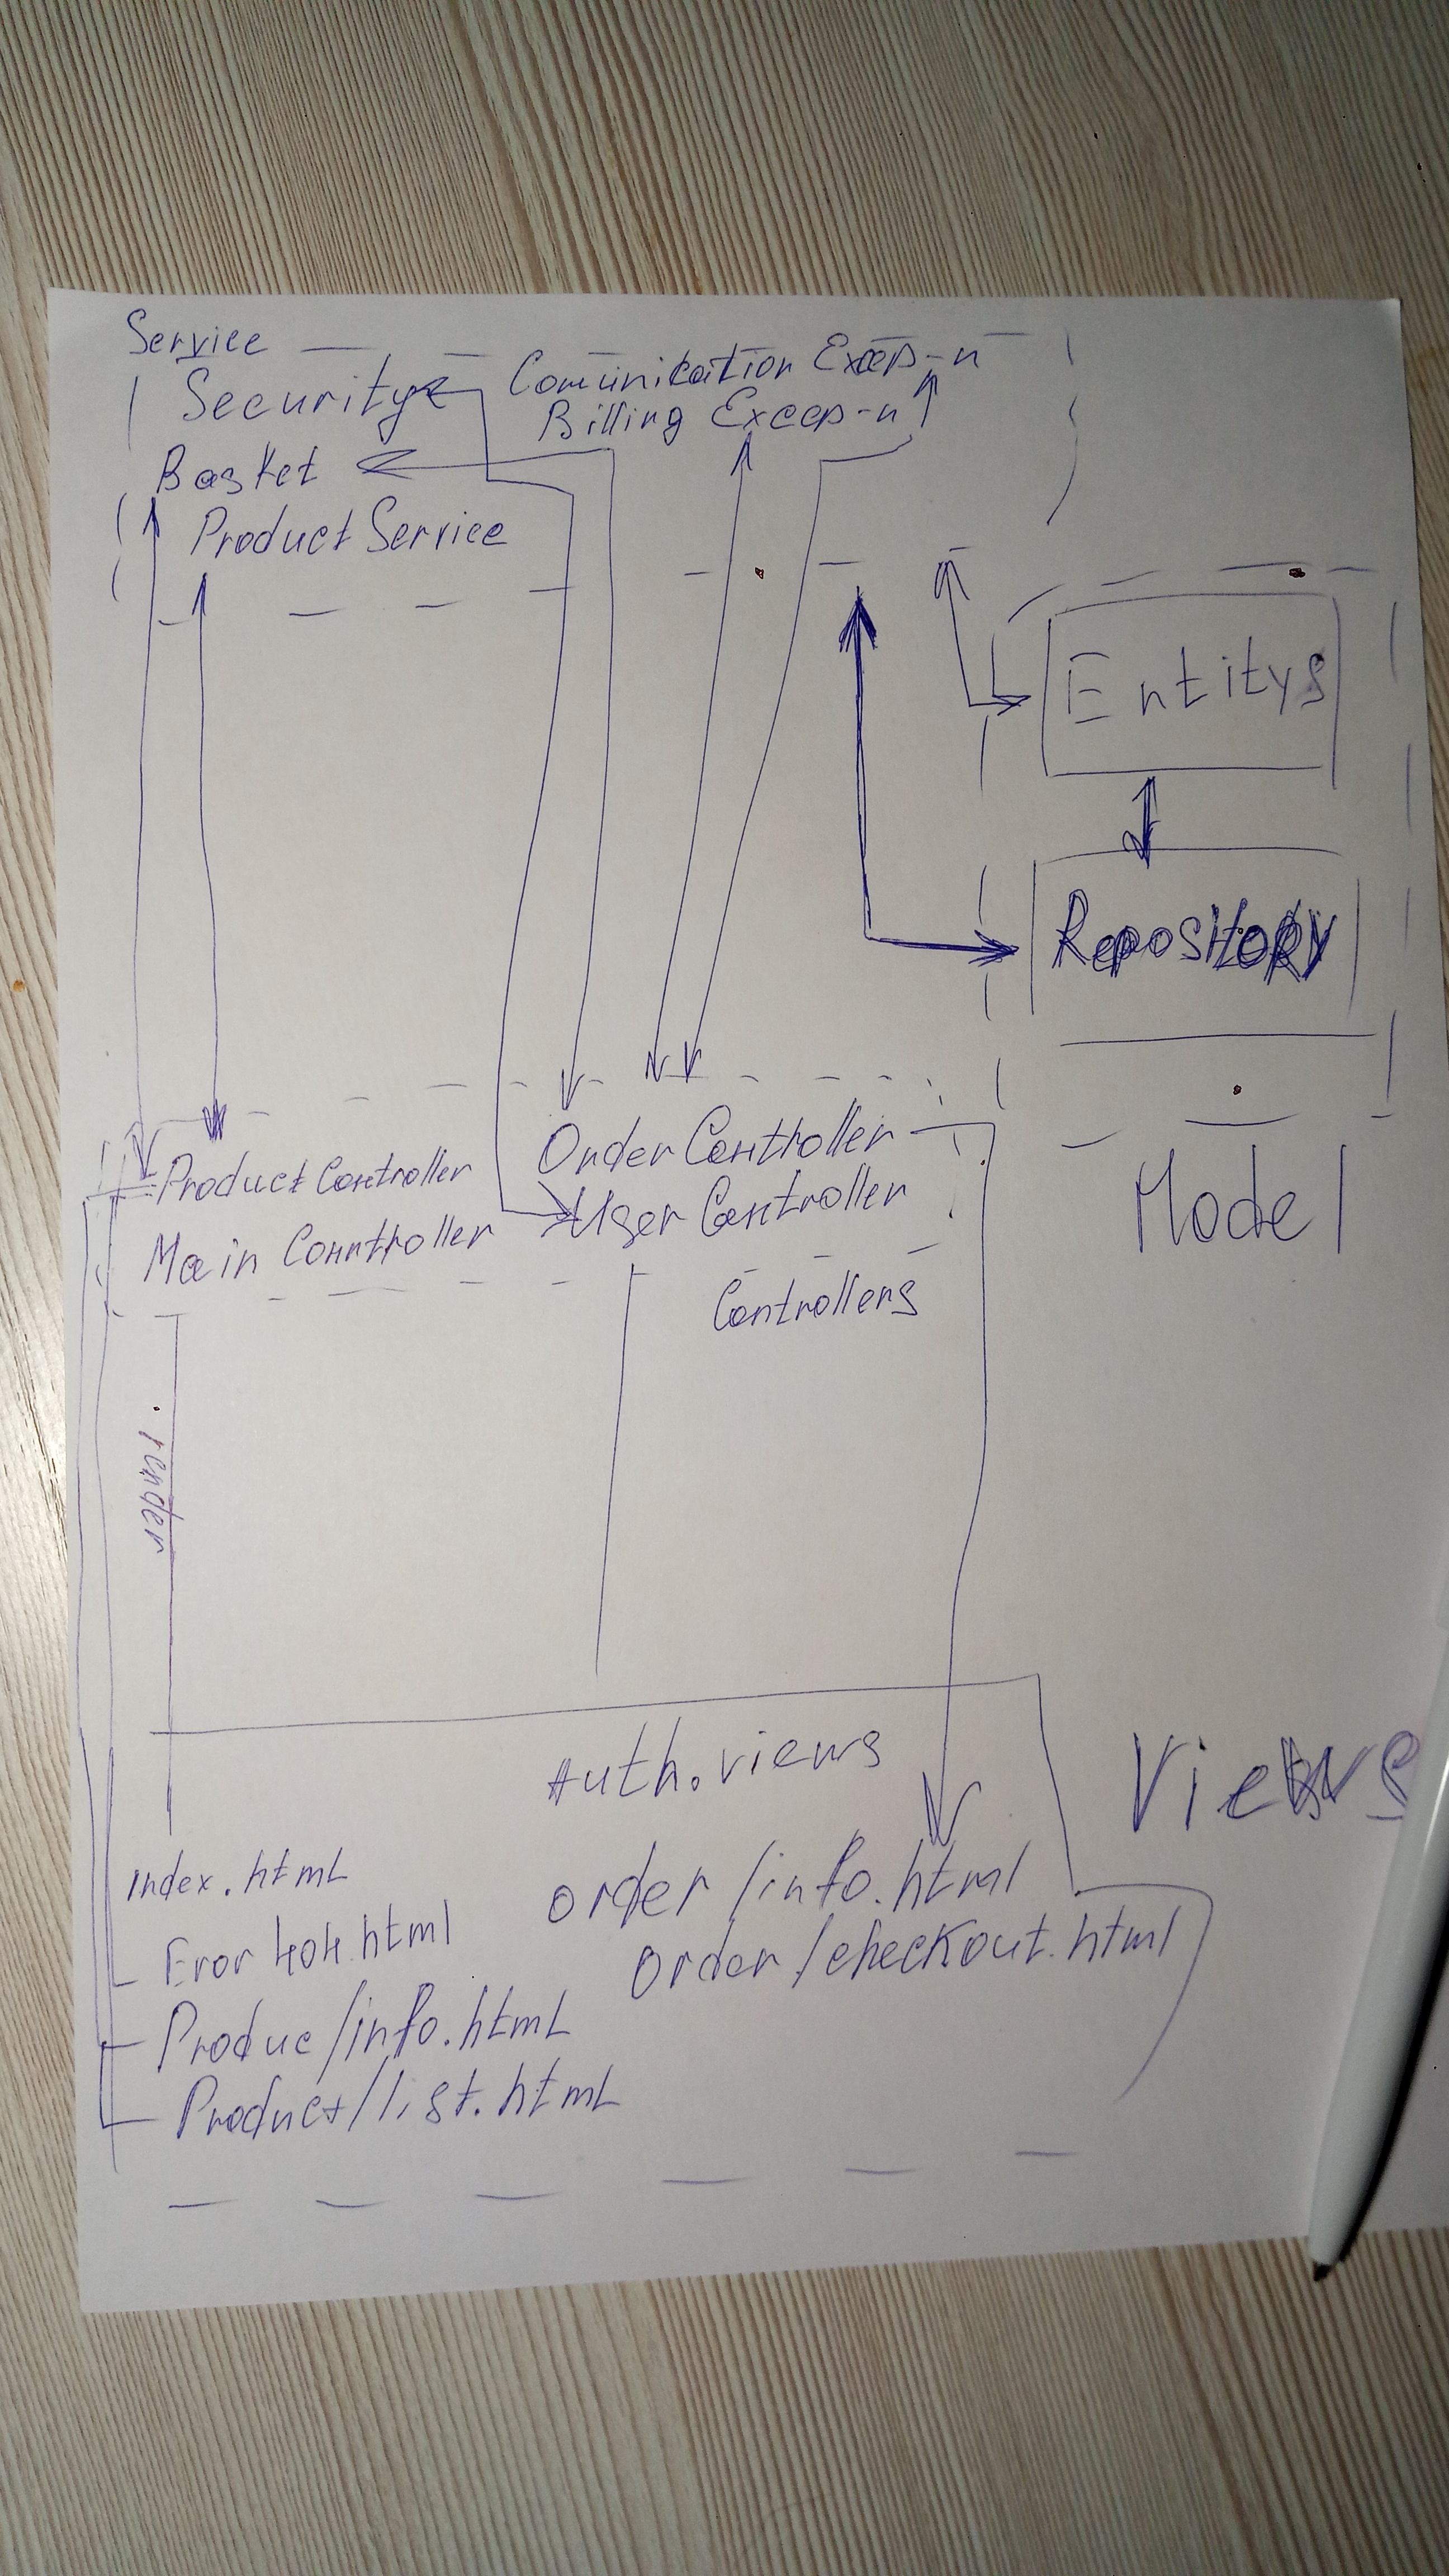 Service
Security
Comunikation Excep-n
Billing Excep-n
Basket
Product Service
Entitys
Repository
Model
Order Controller
Product Controller
User Controller
Main Conntroller
Controllers
render
Auth.views
Views
Index.html
order/info.html
Eror 404.html
Order/checkout.html
Produc/info.html
Product/list.html